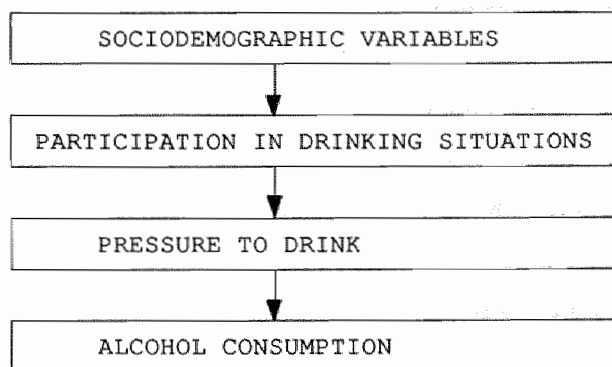 SOCIODEMOGRAPHIC VARIABLES
PARTICIPATION IN DRINKING SITUATIONS
PRESSURE TO DRINK
ALCOHOL CONSUMPTION